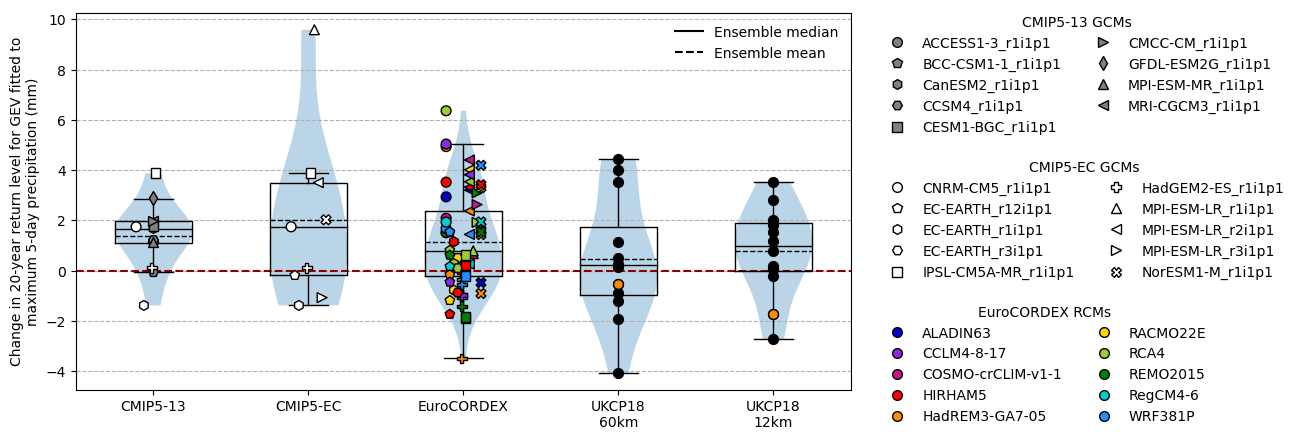 Change in 20-year return level for GEV fitted to
maximum 5-day precipitation (mm)
10
8
6
4
2
0
−2
−4
Ensemble median
Ensemble mean
CMIP5-13
CMIP5-EC
EuroCORDEX
UKCP18
60km
UKCP18
12km
CMIP5-13 GCMs
ACCESS1-3_r1i1p1
BCC-CSM1-1_r1i1p1
CanESM2_r1i1p1
CCSM4_r1i1p1
CESM1-BGC_r1i1p1
CMCC-CM_r1i1p1
GFDL-ESM2G_r1i1p1
MPI-ESM-MR_r1i1p1
MRI-CGCM3_r1i1p1
CMIP5-EC GCMs
CNRM-CM5_r1i1p1
EC-EARTH_r12i1p1
EC-EARTH_r1i1p1
EC-EARTH_r3i1p1
IPSL-CM5A-MR_r1i1p1
HadGEM2-ES_r1i1p1
MPI-ESM-LR_r1i1p1
MPI-ESM-LR_r2i1p1
MPI-ESM-LR_r3i1p1
NorESM1-M_r1i1p1
EuroCORDEX RCMs
ALADIN63
CCLM4-8-17
COSMO-crCLIM-v1-1
HIRHAM5
HadREM3-GA7-05
RACMO22E
RCA4
REMO2015
RegCM4-6
WRF381P